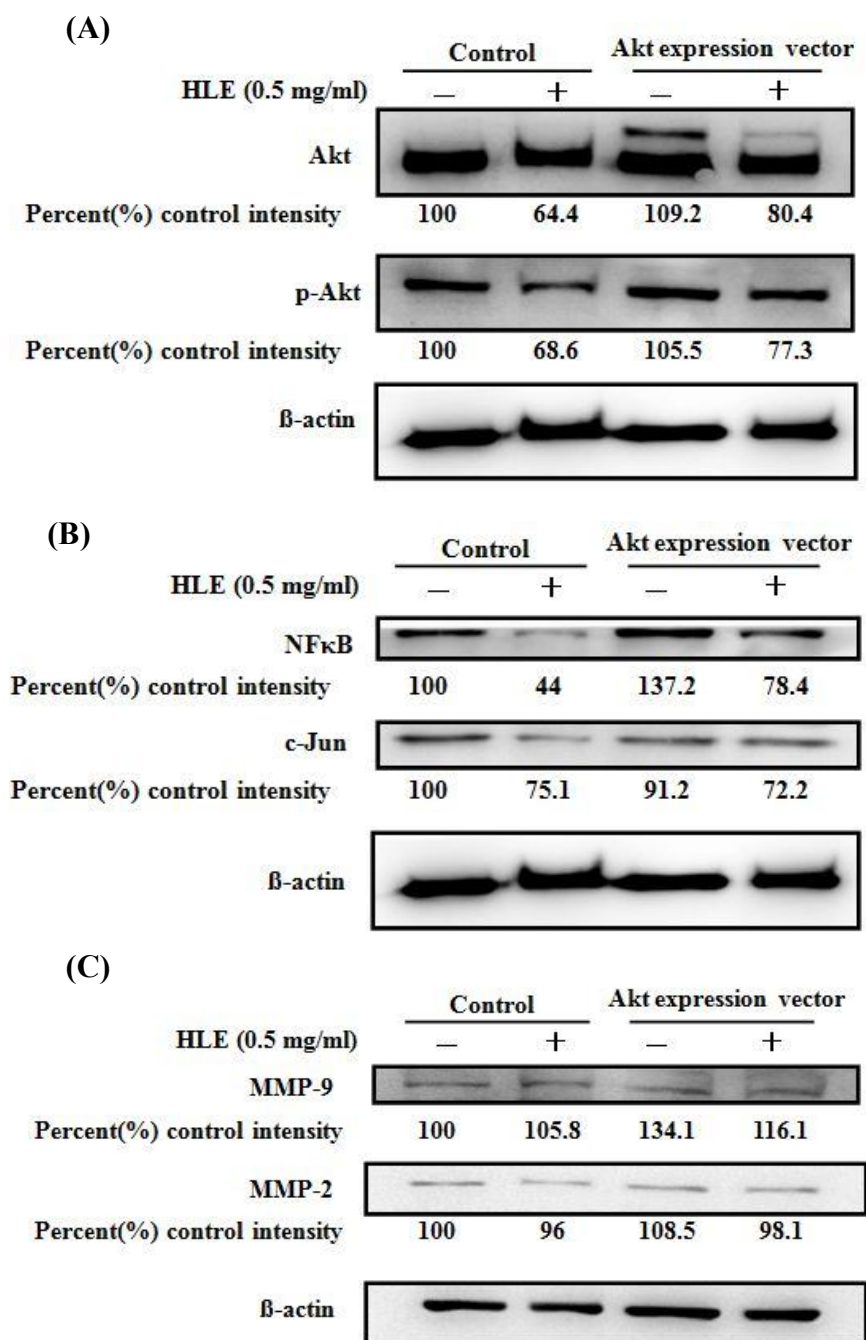 (A)
Control Akt expression vector
HLE (0.5 mg/ml) – + – +
Akt
Percent(%) control intensity 100 64.4 109.2 80.4
p-Akt
Percent(%) control intensity 100 68.6 105.5 77.3
ß-actin
(B)
Control Akt expression vector
HLE (0.5 mg/ml) – + – +
NFκB
Percent(%) control intensity 100 44 137.2 78.4
c-Jun
Percent(%) control intensity 100 75.1 91.2 72.2
ß-actin
(C)
Control Akt expression vector
HLE (0.5 mg/ml) – + – +
MMP-9
Percent(%) control intensity 100 105.8 134.1 116.1
MMP-2
Percent(%) control intensity 100 96 108.5 98.1
ß-actin